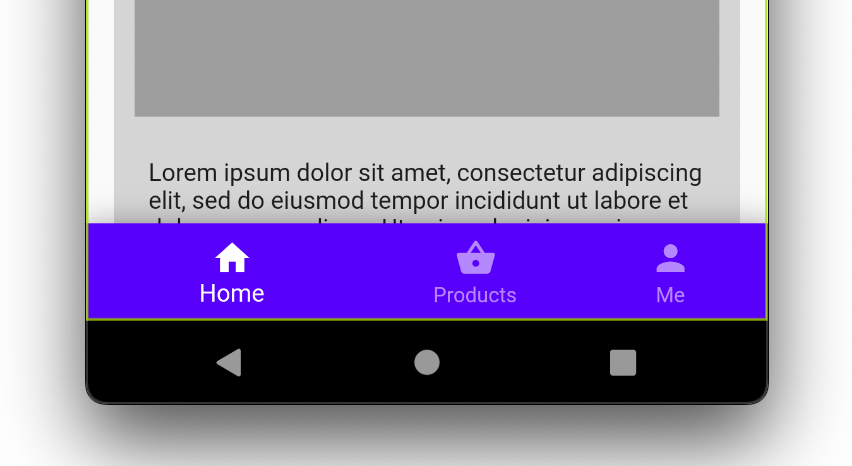 Lorem ipsum dolor sit amet, consectetur adipiscing
elit, sed do eiusmod tempor incididunt ut labore et
Home
Products
Me